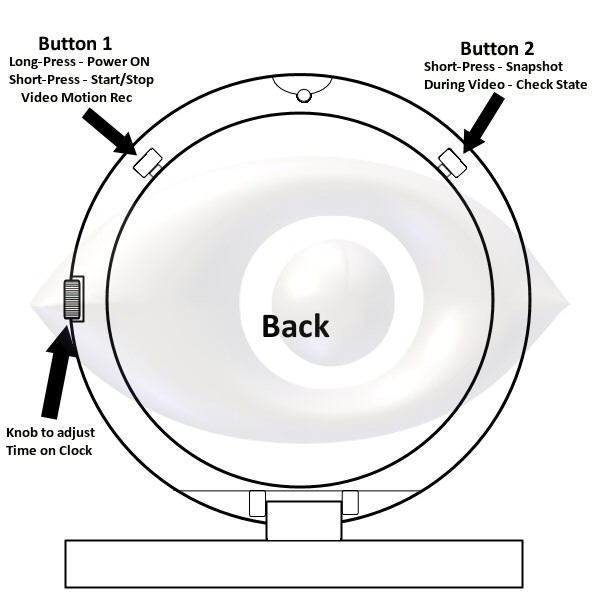 Button 1
Long-Press - Power ON
Short-Press - Start/Stop
Video Motion Rec
Button 2
Short-Press - Snapshot
During Video - Check State
Back
Knob to adjust
Time on Clock